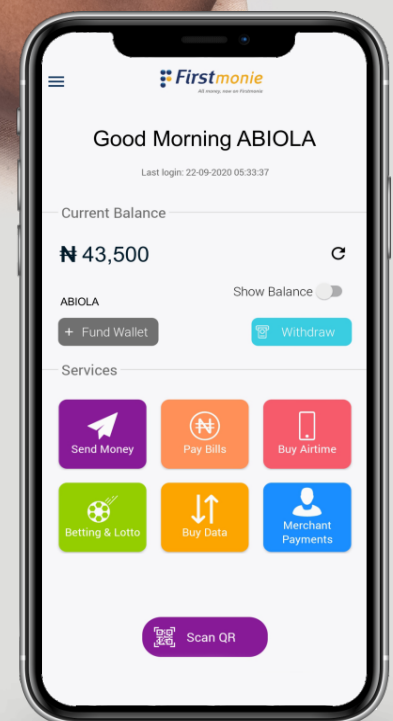 Firstmonie
All money, now on Firstmonie
Good Morning ABIOLA
Last login: 22-09-2020 05:33:37
Current Balance
₦ 43,500
Show Balance
ABIOLA
+ Fund Wallet
Withdraw
Services
Send Money
Pay Bills
Buy Airtime
Betting & Lotto
Buy Data
Merchant
Payments
Scan QR